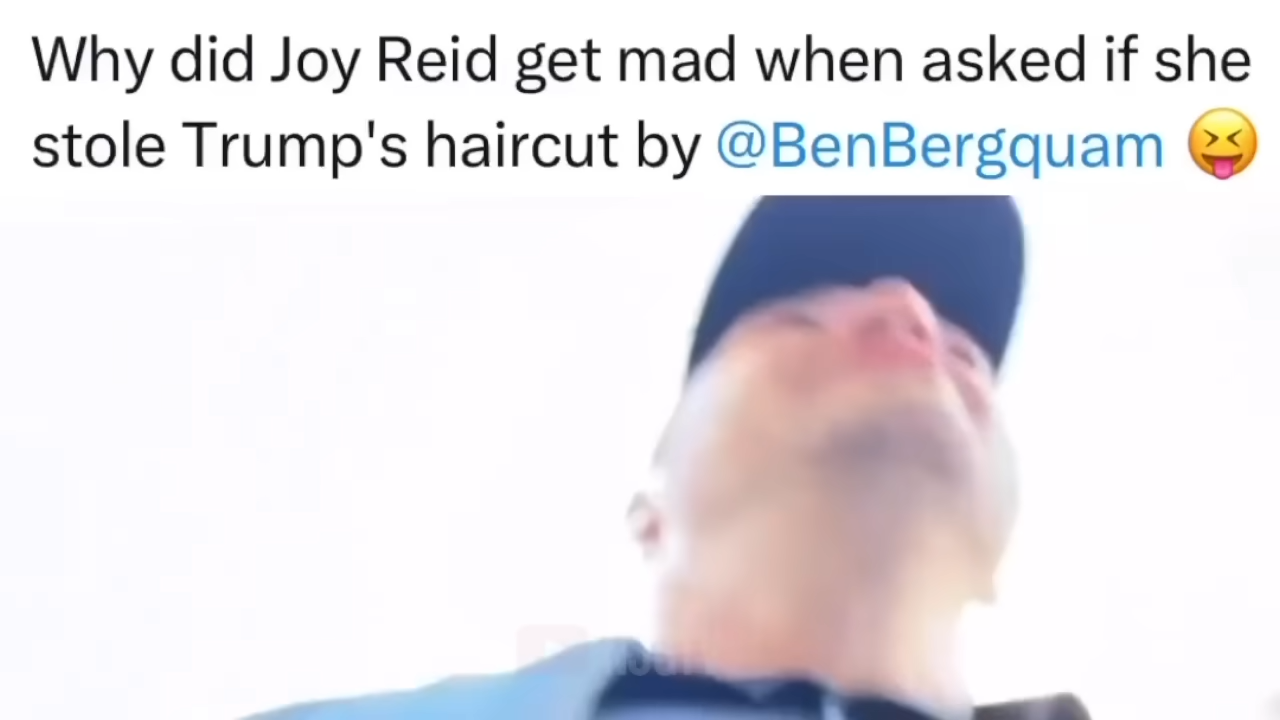 Why did Joy Reid get mad when asked if she
stole Trump's haircut by @BenBergquam 😝